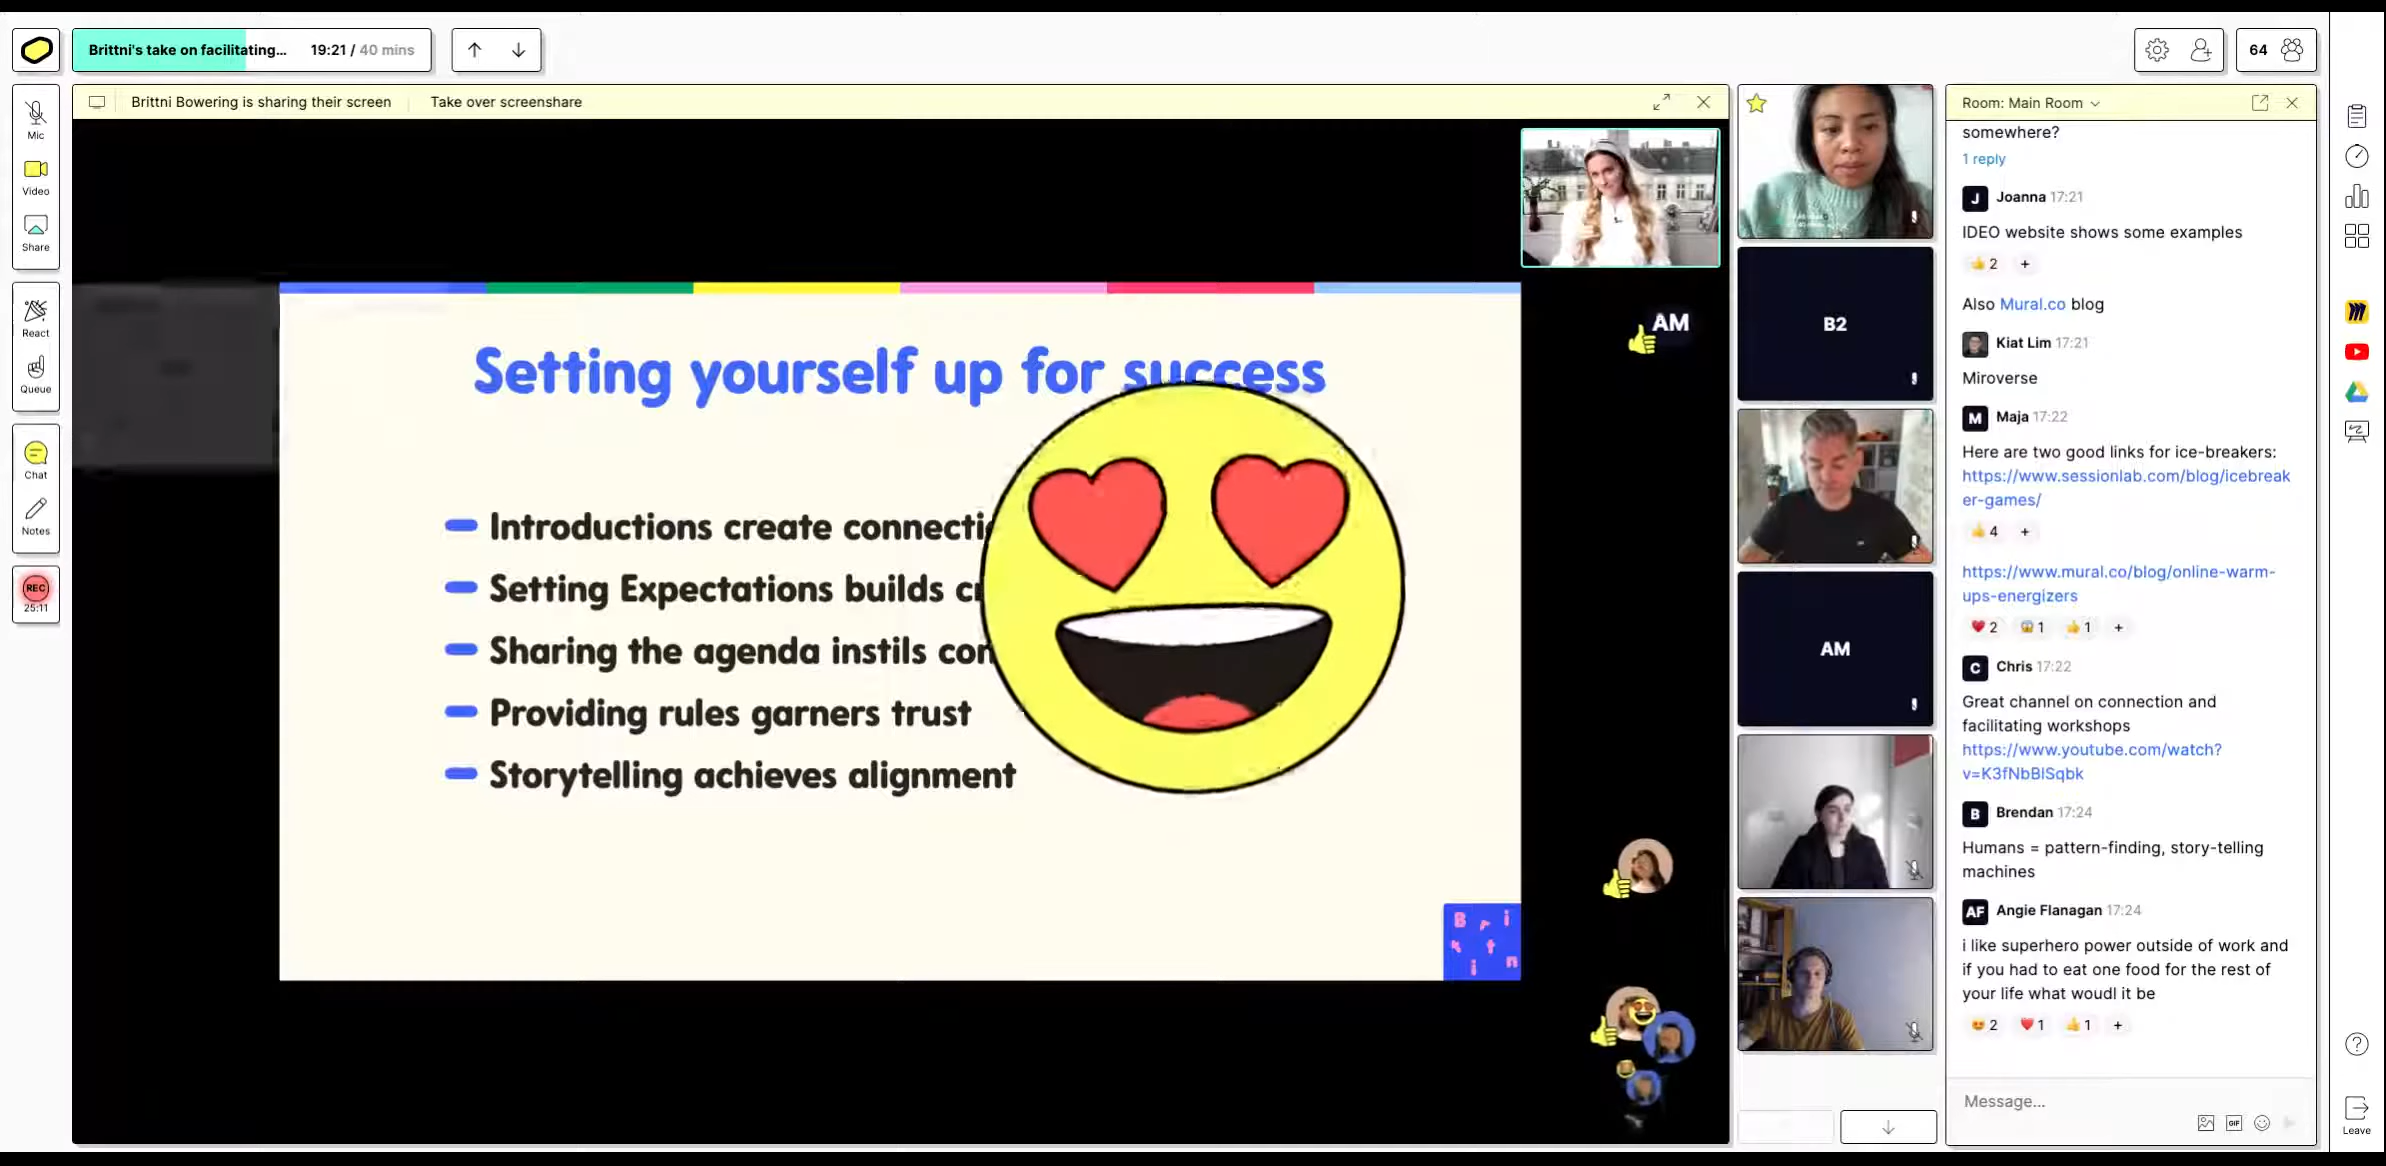 Brittni's take on facilitating... 19:21 / 40 mins
64
Mic
Video
Share
React
Queue
Chat
Notes
REC
25:11
Brittni Bowering is sharing their screen
Take over screenshare
Setting yourself up for success
Introductions create
Setting Expectations builds
Sharing the agenda instils
Providing rules garners trust
Storytelling achieves alignment
B r i
t t
i n
AM
B2
AM
Room: Main Room
somewhere?
1 reply
J Joanna 17:21
IDEO website shows some examples
2 +
Also Mural.co blog
Kiat Lim 17:21
Miroverse
M Maja 17:22
Here are two good links for ice-breakers:
https://www.sessionlab.com/blog/icebreak
er-games/
4 +
https://www.mural.co/blog/online-warm-
ups-energizers
2 1 1 +
C Chris 17:22
Great channel on connection and
facilitating workshops
https://www.youtube.com/watch?
B Brendan 17:24
Humans = pattern-finding, story-telling
machines
AF Angie Flanagan 17:24
i like superhero power outside of work and
if you had to eat one food for the rest of
your life what woudl it be
2 1 1 +
Message...
GIF
Leave